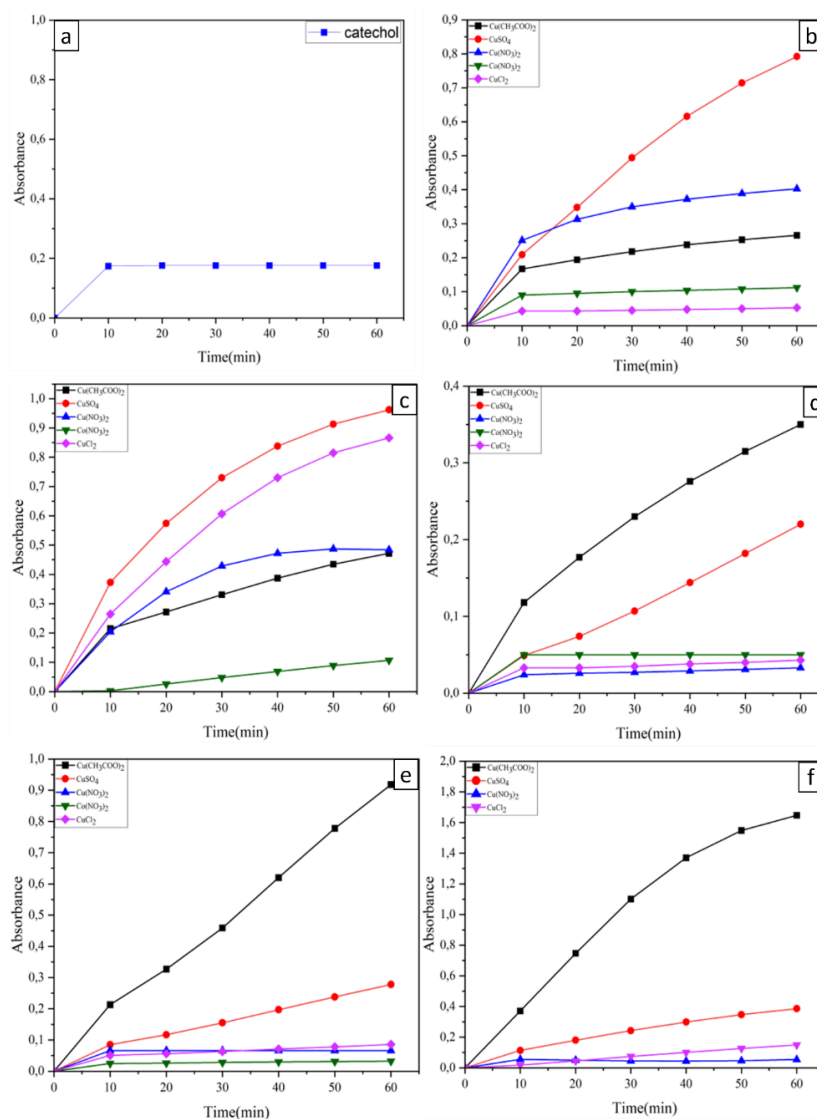 a
catechol
1,0
0,8
0,6
0,4
0,2
0,0
Absorbance
0 10 20 30 40 50 60
Time(min)
b
Cu(CH3COO)2
CuSO4
Cu(NO3)2
Co(NO3)2
CuCl2
0,9
0,8
0,7
0,6
0,5
0,4
0,3
0,2
0,1
0,0
Absorbance
0 10 20 30 40 50 60
Time(min)
c
Cu(CH3COO)2
CuSO4
Cu(NO3)2
Co(NO3)2
CuCl2
1,0
0,9
0,8
0,7
0,6
0,5
0,4
0,3
0,2
0,1
0,0
Absorbance
0 10 20 30 40 50 60
Time(min)
d
Cu(CH3COO)2
CuSO4
Cu(NO3)2
Co(NO3)2
CuCl2
0,4
0,3
0,2
0,1
0,0
Absorbance
0 10 20 30 40 50 60
Time(min)
e
Cu(CH3COO)2
CuSO4
Cu(NO3)2
Co(NO3)2
CuCl2
1,0
0,9
0,8
0,7
0,6
0,5
0,4
0,3
0,2
0,1
0,0
Absorbance
0 10 20 30 40 50 60
Time(min)
f
Cu(CH3COO)2
CuSO4
Cu(NO3)2
CuCl2
2,0
1,8
1,6
1,4
1,2
1,0
0,8
0,6
0,4
0,2
0,0
Absorbance
0 10 20 30 40 50 60
Time(min)